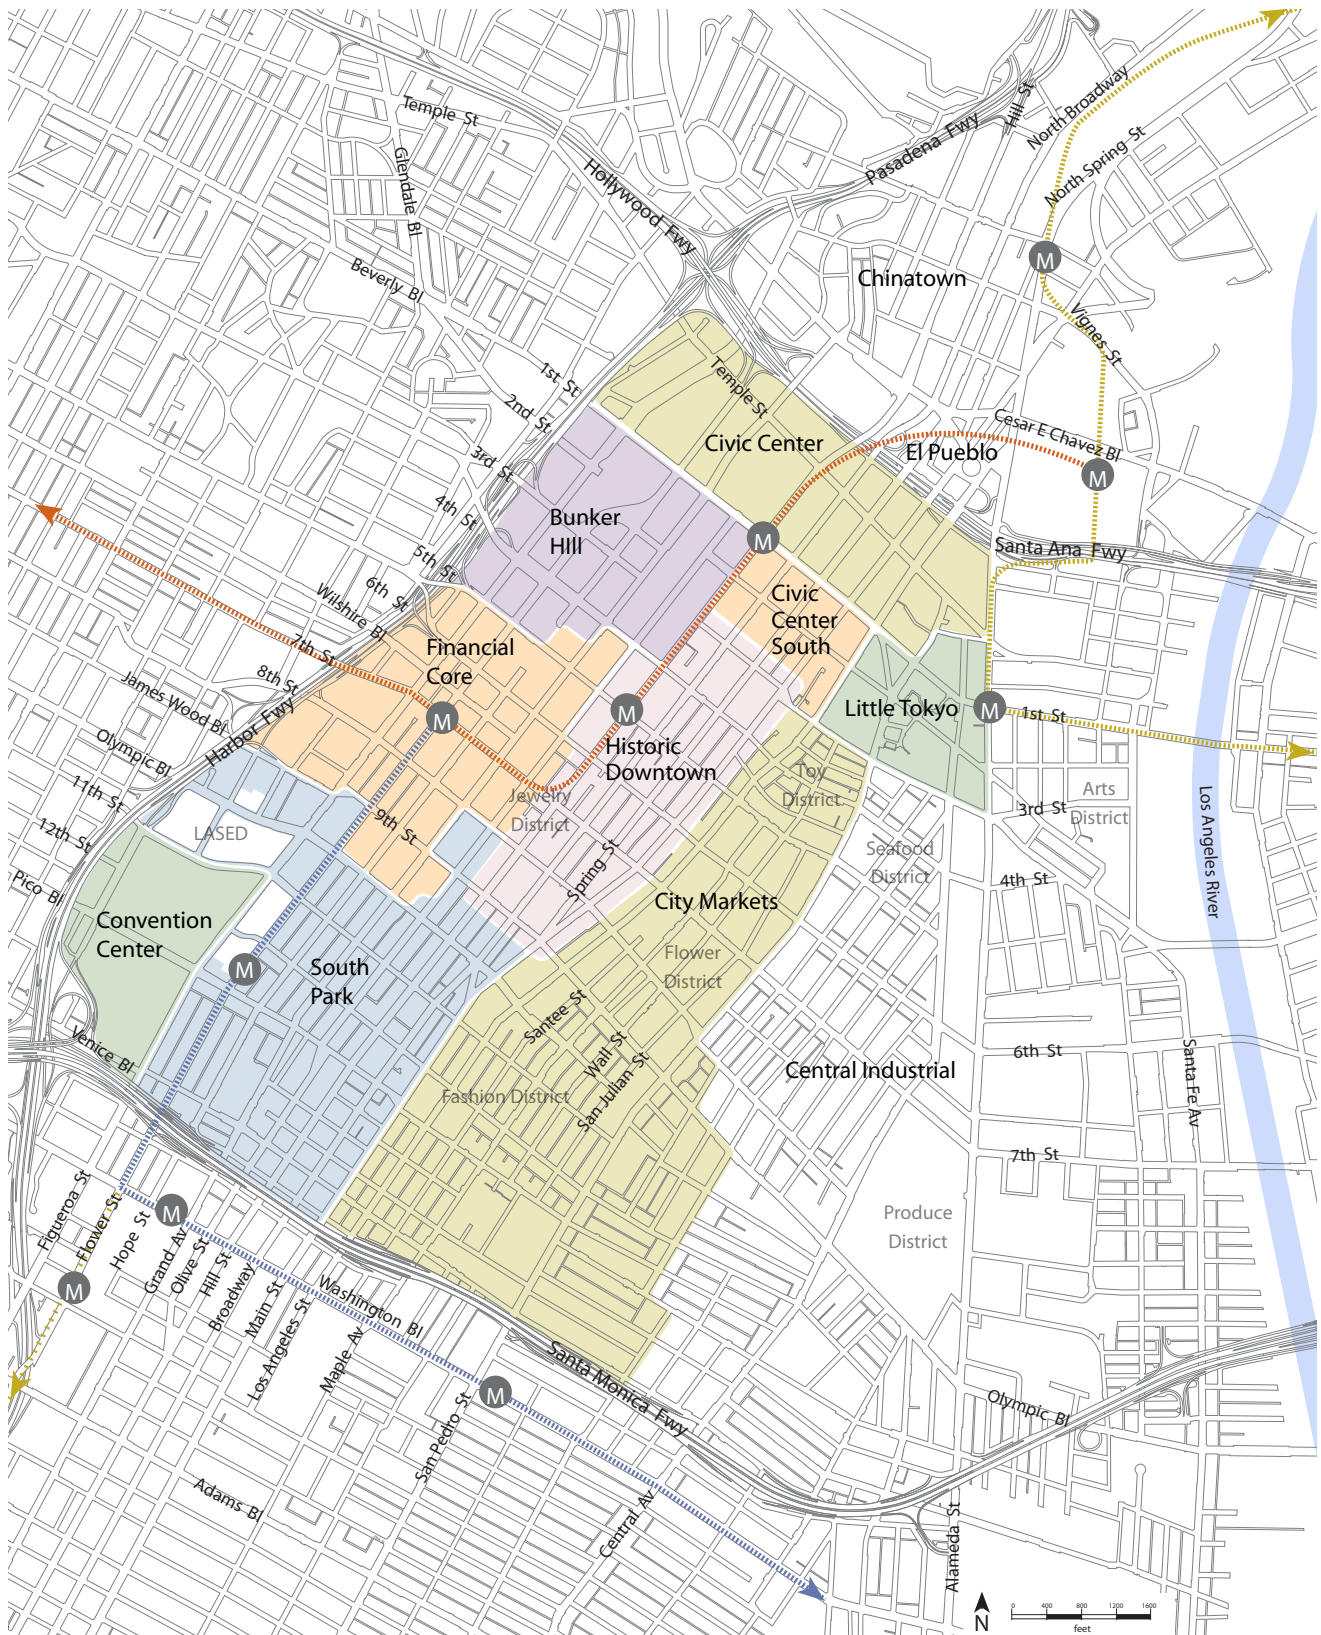 Temple St
Glendale Bl
Hollywood Fwy
Pasadena Fwy
Hill St
North Broadway
North Spring St
Beverly Bl
Chinatown
M
Vignes St
1st St
2nd St
3rd St
4th St
5th St
6th St
Wilshire Bl
7th St
8th St
James Wood Bl
Olympic Bl
11th St
12th St
Pico Bl
Harbor Fwy
Temple St
Civic Center
Cesar E Chavez Bl
El Pueblo
M
Bunker
HIll
M
Santa Ana Fwy
Civic
Center
South
Financial
Core
M
M
Little Tokyo
M
1st St
Historic
Downtown
Jewelry
District
Toy
District
Arts
District
3rd St
Los Angeles River
LASED
9th St
Seafood
District
4th St
Spring St
City Markets
Convention
Center
Flower
District
South
Park
M
Santee St
Wall St
San Julian St
Fashion District
Central Industrial
6th St
Santa Fe Av
Venice Bl
7th St
Produce
District
Figueroa St
Flower St
Hope St
M
Grand Av
Olive St
Hill St
Broadway
Main St
Los Angeles St
Maple Av
M
Washington Bl
Santa Monica Fwy
San Pedro St
M
Olympic Bl
Adams Bl
Central Av
Alameda St
N
0 400 800 1200 1600
feet